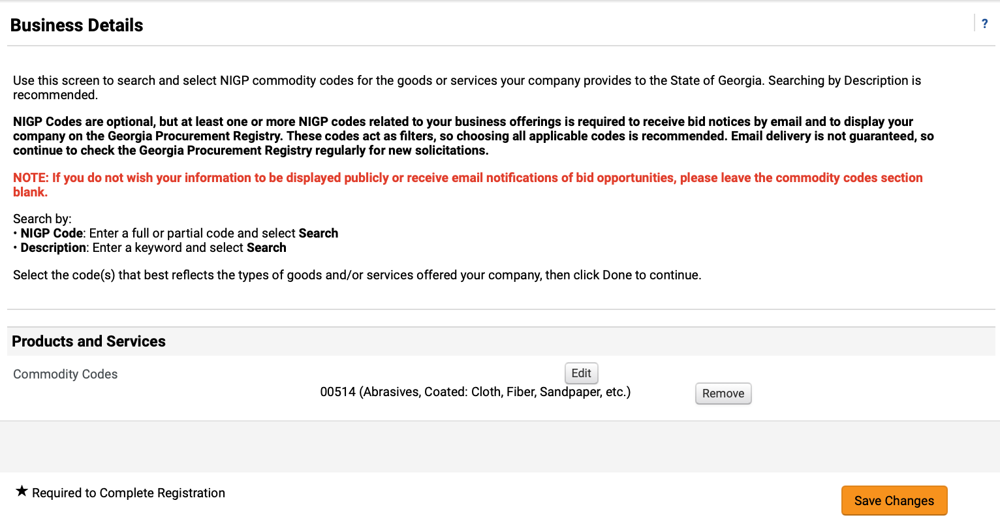 Business Details
?
Use this screen to search and select NIGP commodity codes for the goods or services your company provides to the State of Georgia. Searching by Description is
recommended.
NIGP Codes are optional, but at least one or more NIGP codes related to your business offerings is required to receive bid notices by email and to display your
company on the Georgia Procurement Registry. These codes act as filters, so choosing all applicable codes is recommended. Email delivery is not guaranteed, so
continue to check the Georgia Procurement Registry regularly for new solicitations.
NOTE: If you do not wish your information to be displayed publicly or receive email notifications of bid opportunities, please leave the commodity codes section
blank.
Search by:
• NIGP Code: Enter a full or partial code and select Search
• Description: Enter a keyword and select Search
Select the code(s) that best reflects the types of goods and/or services offered your company, then click Done to continue.
Products and Services
Commodity Codes
Edit
00514 (Abrasives, Coated: Cloth, Fiber, Sandpaper, etc.)
Remove
★ Required to Complete Registration
Save Changes